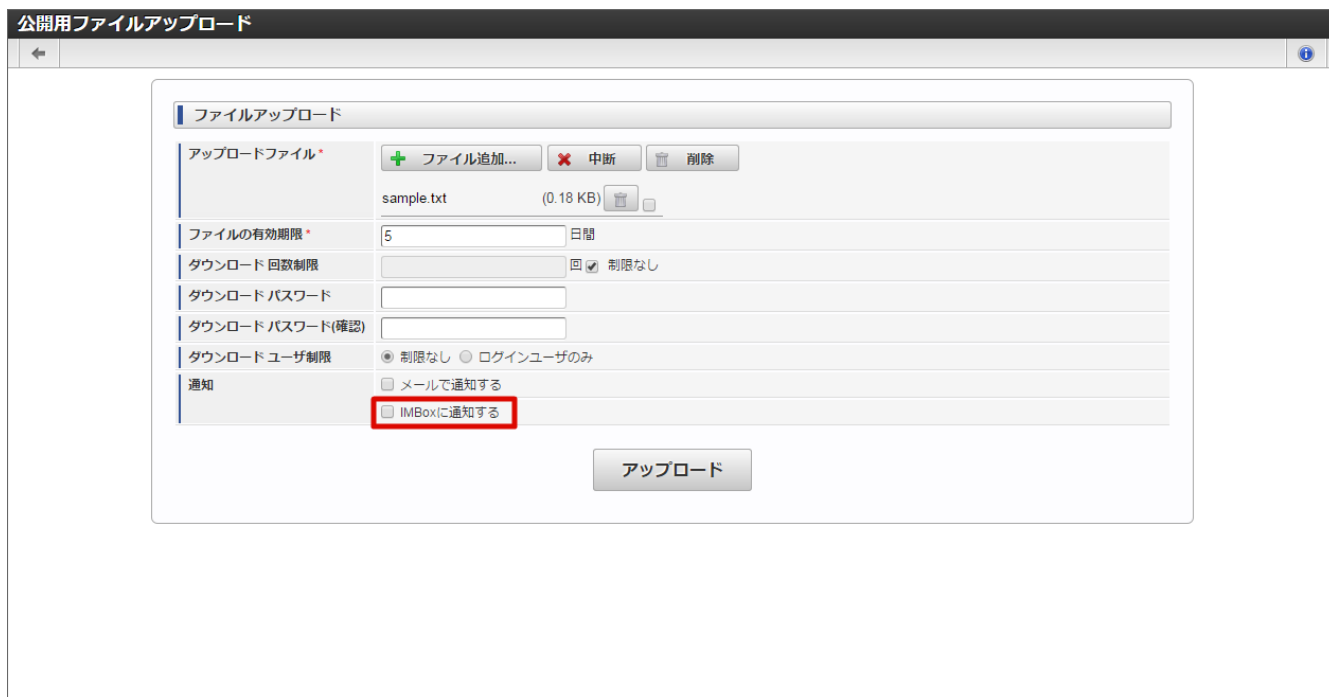 公開用ファイルアップロード
ファイルアップロード
アップロードファイル* ファイル追加... 中断 削除
sample.txt (0.18 KB)
ファイルの有効期限* 5 日間
ダウンロード 回数制限 回 制限なし
ダウンロード パスワード
ダウンロード パスワード(確認)
ダウンロード ユーザ制限 制限なし ログインユーザのみ
通知 メールで通知する
IMBoxに通知する
アップロード